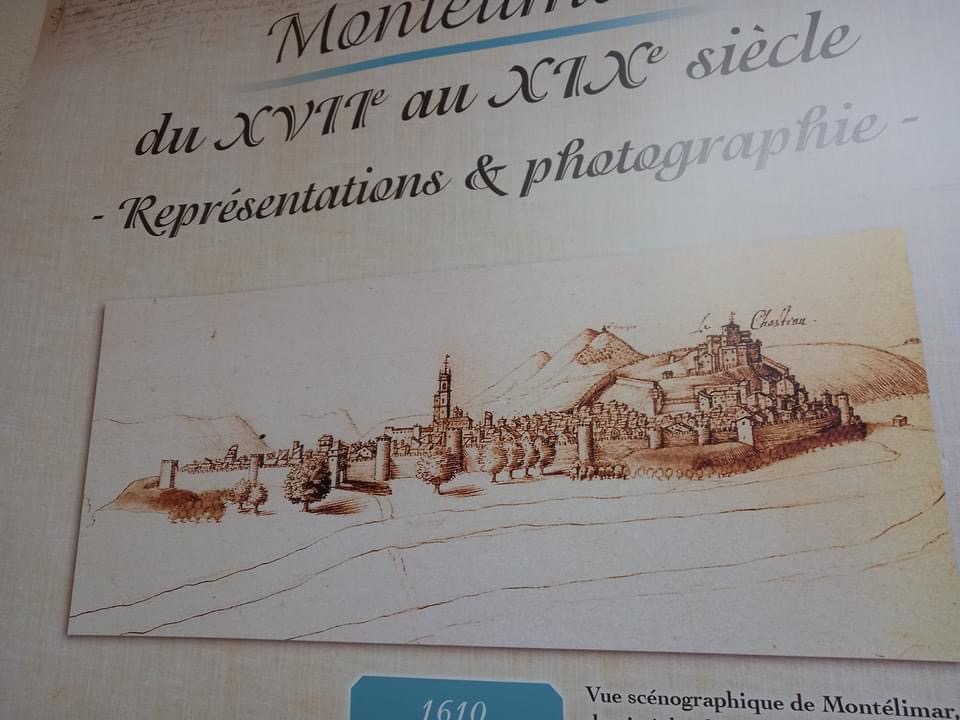 du XVIIe au XIXe siècle
- Représentations & photographie -
Le Chasteau.
1610
Vue scénographique de Montélimar,